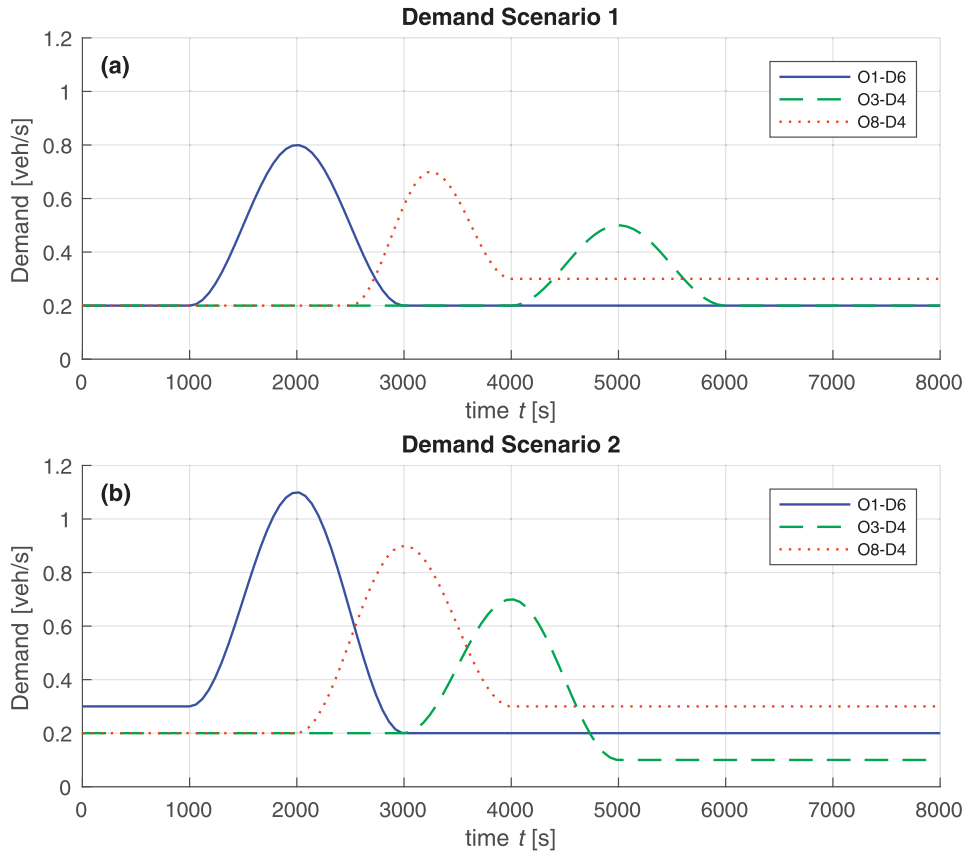 Demand Scenario 1
(a)
O1-D6
O3-D4
O8-D4
Demand [veh/s]
1.2
1
0.8
0.6
0.4
0.2
0
0 1000 2000 3000 4000 5000 6000 7000 8000
time t [s]
Demand Scenario 2
(b)
O1-D6
O3-D4
O8-D4
Demand [veh/s]
1.2
1
0.8
0.6
0.4
0.2
0
0 1000 2000 3000 4000 5000 6000 7000 8000
time t [s]